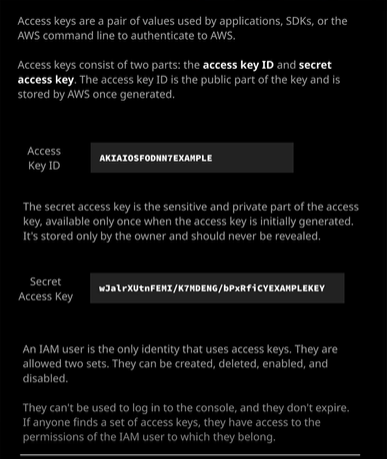 Access keys are a pair of values used by applications, SDKs, or the
AWS command line to authenticate to AWS.
Access keys consist of two parts: the access key ID and secret
access key. The access key ID is the public part of the key and is
stored by AWS once generated.
Access
Key ID
AKIAIOSFODNN7EXAMPLE
The secret access key is the sensitive and private part of the access
key, available only once when the access key is initially generated.
It's stored only by the owner and should never be revealed.
Secret
Access Key
wJalrXUtnFEMI/K7MDENG/bPxRfiCYEXAMPLEKEY
An IAM user is the only identity that uses access keys. They are
allowed two sets. They can be created, deleted, enabled, and
disabled.
They can't be used to log in to the console, and they don't expire.
If anyone finds a set of access keys, they have access to the
permissions of the IAM user to which they belong.